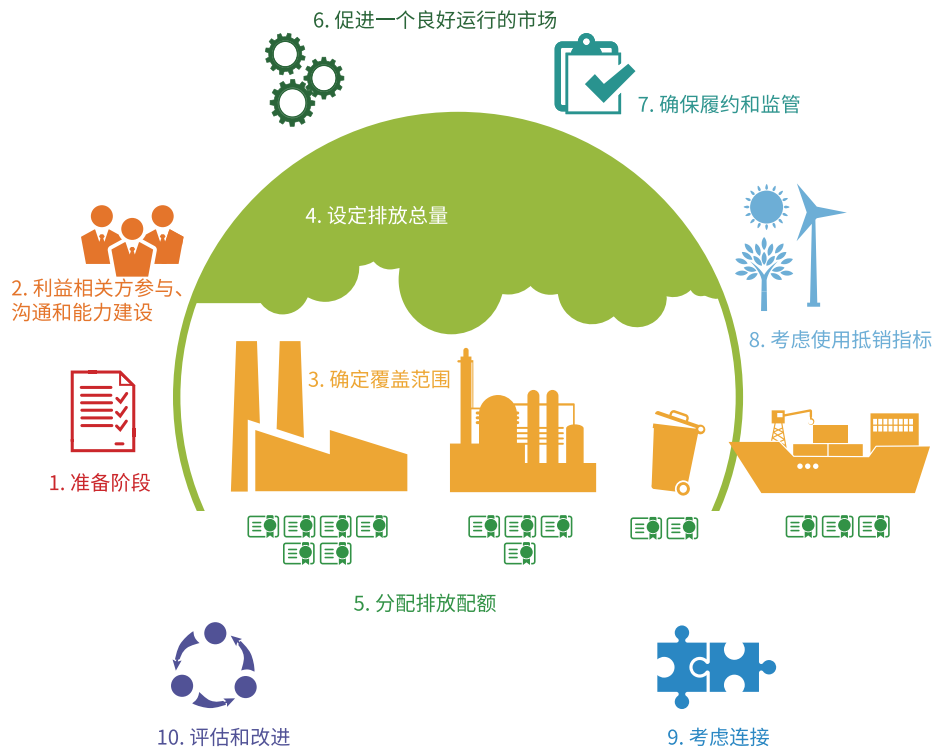 6. 促进一个良好运行的市场
7. 确保履约和监管
4. 设定排放总量
2. 利益相关方参与、
沟通和能力建设
8. 考虑使用抵销指标
3. 确定覆盖范围
1. 准备阶段
5. 分配排放配额
10. 评估和改进
9. 考虑连接